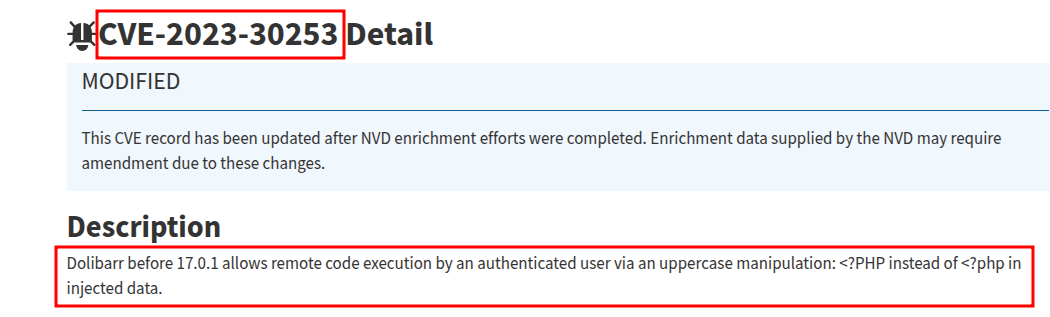 CVE-2023-30253 Detail
MODIFIED
This CVE record has been updated after NVD enrichment efforts were completed. Enrichment data supplied by the NVD may require
amendment due to these changes.
Description
Dolibarr before 17.0.1 allows remote code execution by an authenticated user via an uppercase manipulation: <?PHP instead of <?php in
injected data.